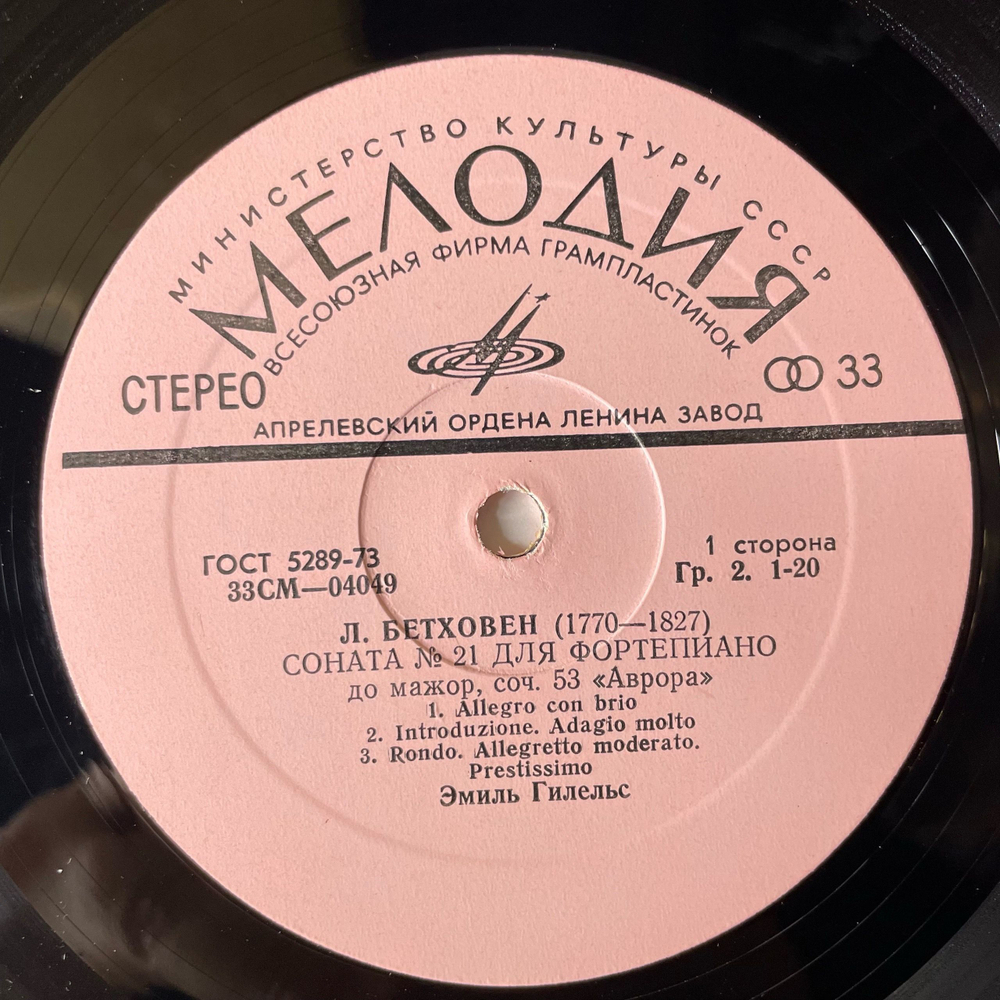 МИНИСТЕРСТВО КУЛЬТУРЫ СССР
МЕЛОДИЯ
ВСЕСОЮЗНАЯ ФИРМА ГРАМПЛАСТИНОК
СТЕРЕО
33
АПРЕЛЕВСКИЙ ОРДЕНА ЛЕНИНА ЗАВОД
ГОСТ 5289-73
33СМ—04049
1 сторона
Гр. 2. 1-20
Л. БЕТХОВЕН (1770—1827)
СОНАТА № 21 ДЛЯ ФОРТЕПИАНО
до мажор, соч. 53 «Аврора»
1. Allegro con brio
2. Introduzione. Adagio molto
3. Rondo. Allegretto moderato.
Prestissimo
Эмиль Гилельс